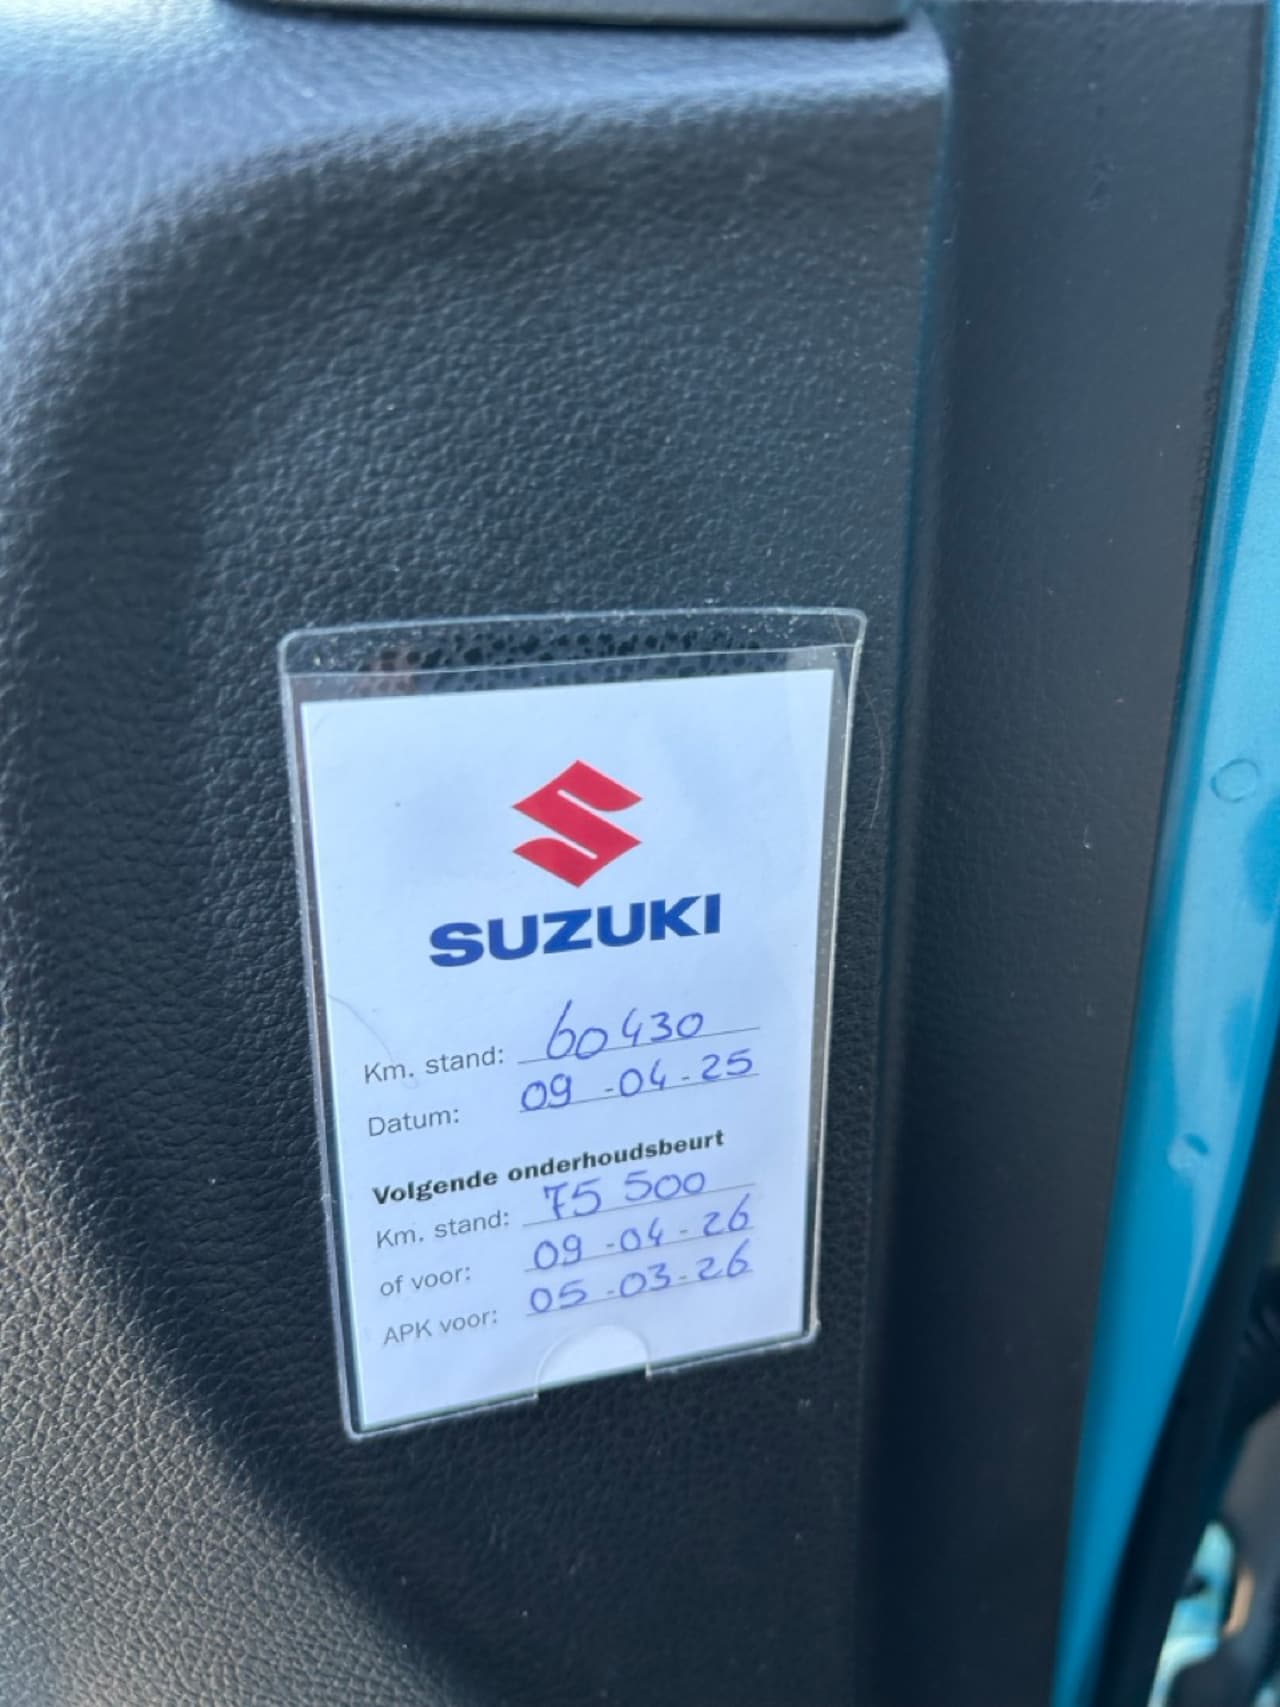 SUZUKI
Km. stand: 60430
Datum: 09-04-25
Volgende onderhoudsbeurt
Km. stand: 75 500
of voor: 09-04-26
APK voor: 05-03-26